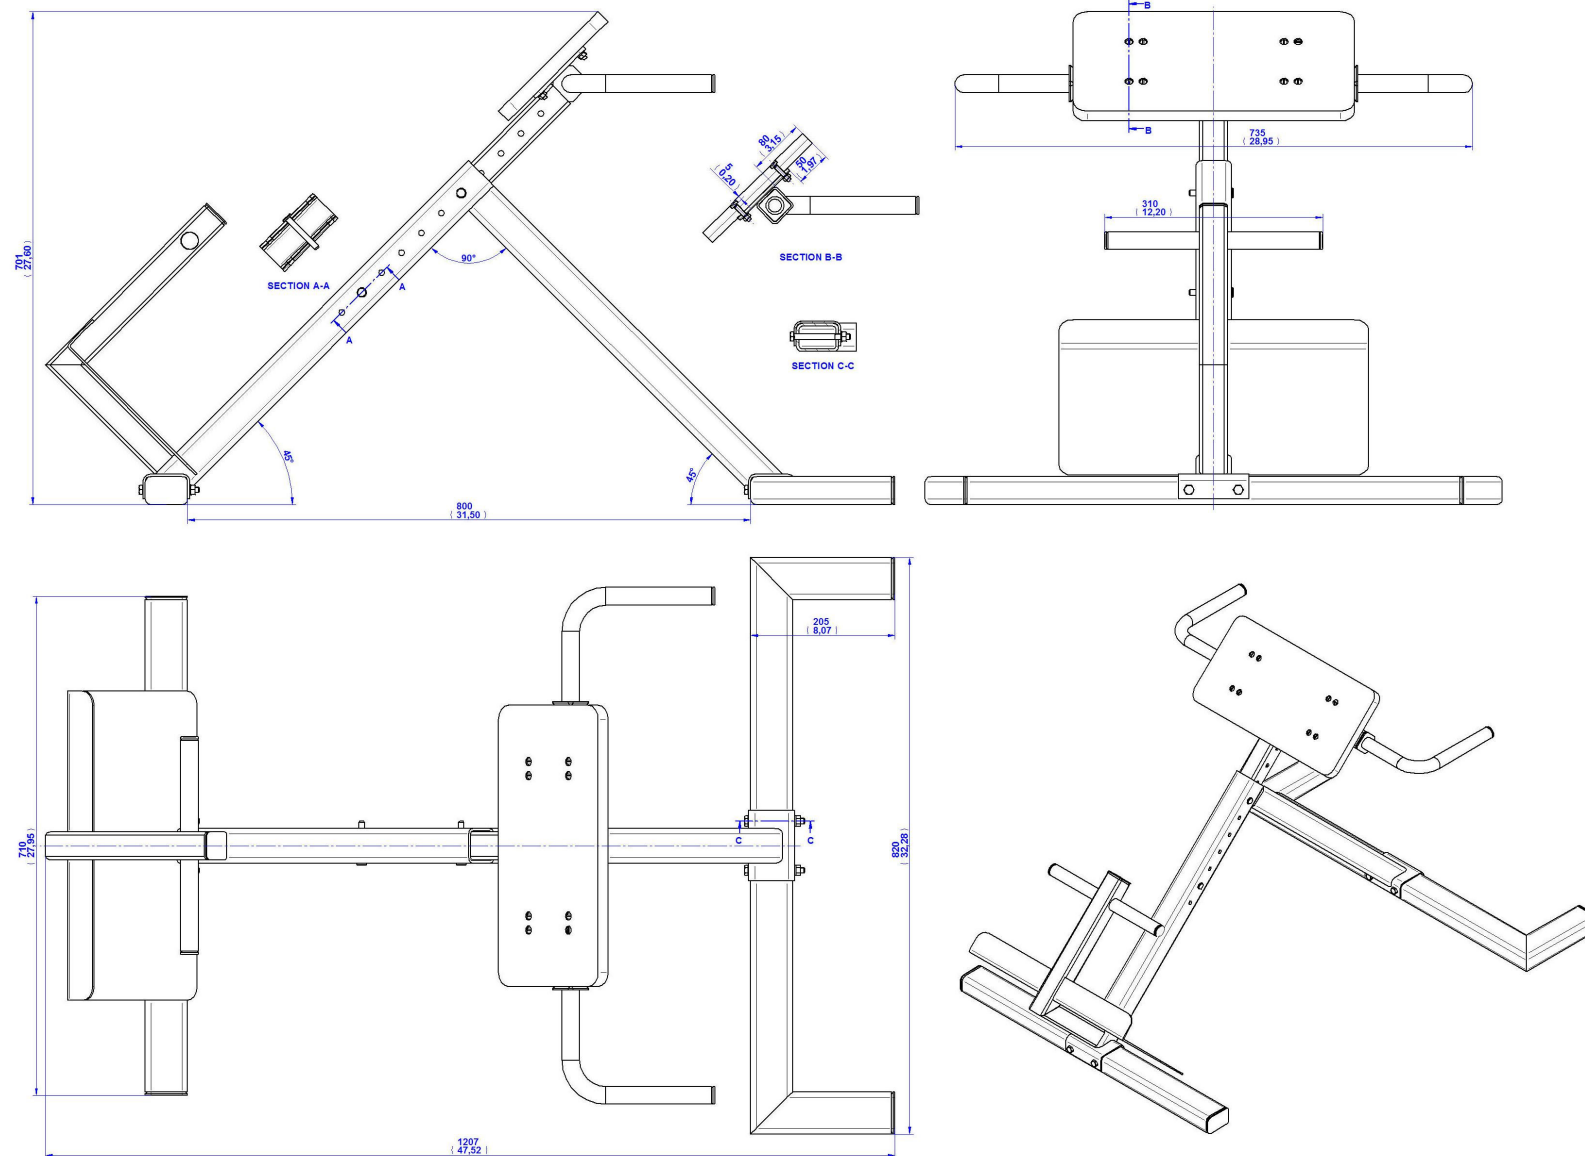 B
B
735
( 28,95 )
80
( 3,15 )
50
( 1,97 )
5
( 0,20 )
SECTION B-B
310
( 12,20 )
701
( 27,60 )
SECTION A-A
90°
A
A
SECTION C-C
45°
45°
800
( 31,50 )
205
( 8,07 )
710
( 27,95 )
C
C
820
( 32,28 )
1207
( 47,52 )